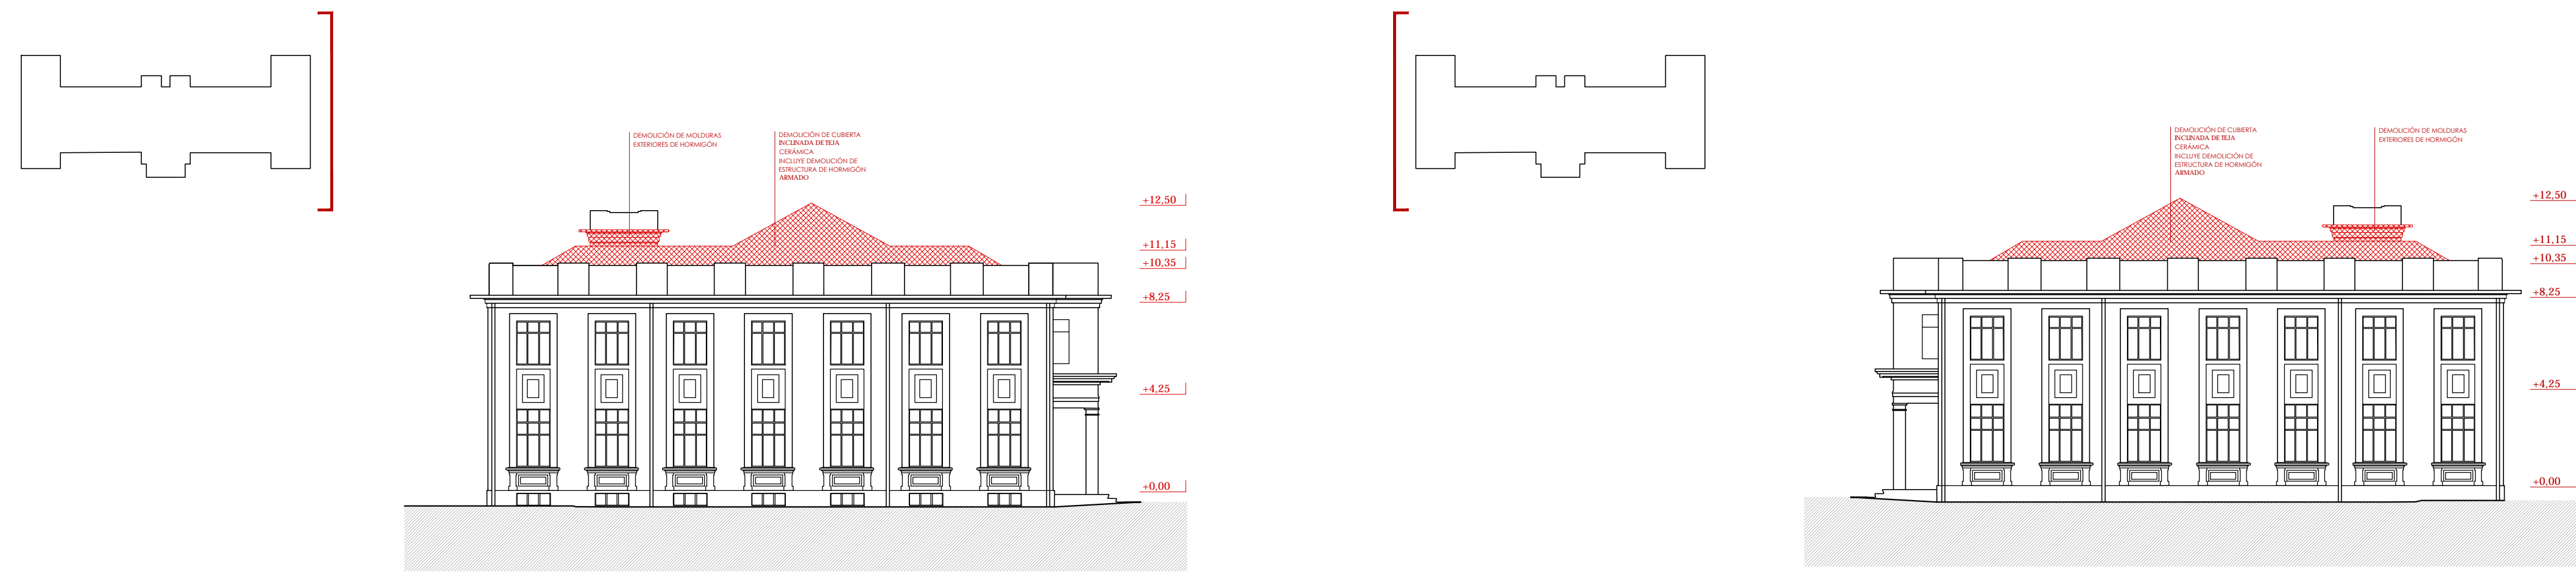 DEMOLICIÓN DE MOLDURAS
EXTERIORES DE HORMIGÓN
DEMOLICIÓN DE CUBIERTA
INCLINADA DE TEJA
CERÁMICA
INCLUYE DEMOLICIÓN DE
ESTRUCTURA DE HORMIGÓN
ARMADO
+12,50
+11,15
+10,35
+8,25
+4,25
+0,00
DEMOLICIÓN DE CUBIERTA
INCLINADA DE TEJA
CERÁMICA
INCLUYE DEMOLICIÓN DE
ESTRUCTURA DE HORMIGÓN
ARMADO
DEMOLICIÓN DE MOLDURAS
EXTERIORES DE HORMIGÓN
+12,50
+11,15
+10,35
+8,25
+4,25
+0,00